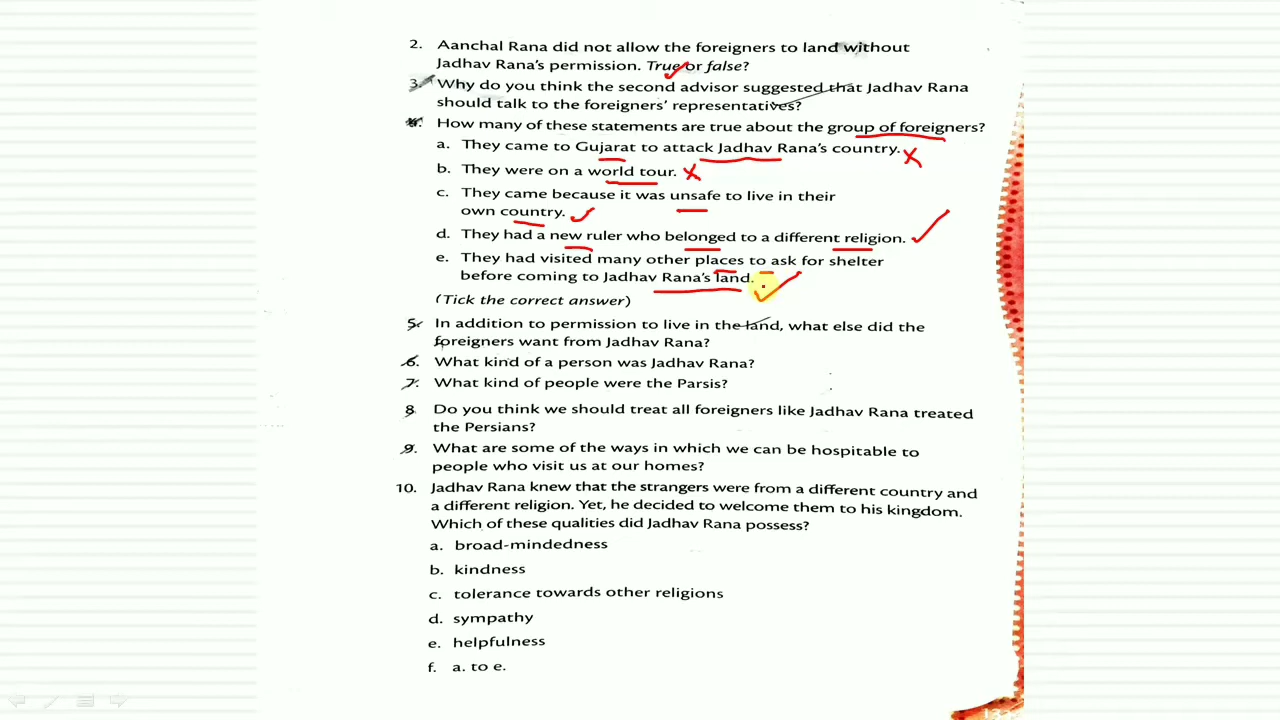 2. Aanchal Rana did not allow the foreigners to land without
Jadhav Rana's permission. True or false?
3. Why do you think the second advisor suggested that Jadhav Rana
should talk to the foreigners' representatives?
4. How many of these statements are true about the group of foreigners?
a. They came to Gujarat to attack Jadhav Rana's country.
b. They were on a world tour.
c. They came because it was unsafe to live in their
own country.
d. They had a new ruler who belonged to a different religion.
e. They had visited many other places to ask for shelter
before coming to Jadhav Rana's land.
(Tick the correct answer)
5. In addition to permission to live in the land, what else did the
foreigners want from Jadhav Rana?
6. What kind of a person was Jadhav Rana?
7. What kind of people were the Parsis?
8 Do you think we should treat all foreigners like Jadhav Rana treated
the Persians?
9. What are some of the ways in which we can be hospitable to
people who visit us at our homes?
10. Jadhav Rana knew that the strangers were from a different country and
a different religion. Yet, he decided to welcome them to his kingdom.
Which of these qualities did Jadhav Rana possess?
a. broad-mindedness
b. kindness
c. tolerance towards other religions
d. sympathy
e. helpfulness
f. a. to e.